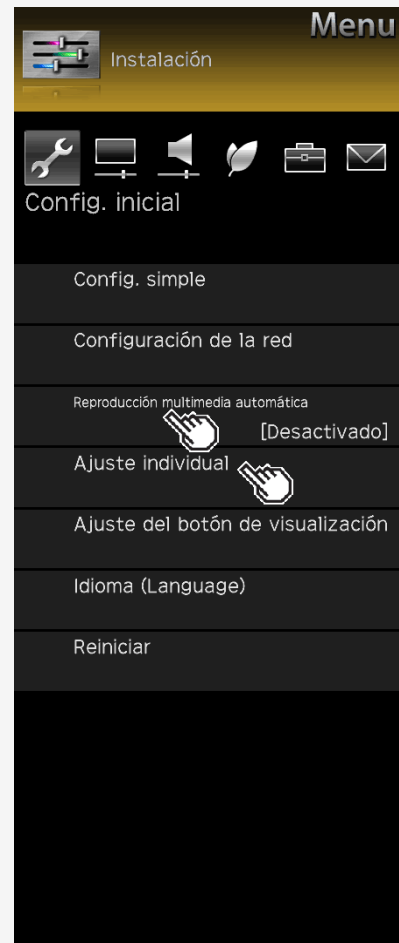 Menu
Instalación
Config. inicial
Config. simple
Configuración de la red
Reproducción multimedia automática
[Desactivado]
Ajuste individual
Ajuste del botón de visualización
Idioma (Language)
Reiniciar